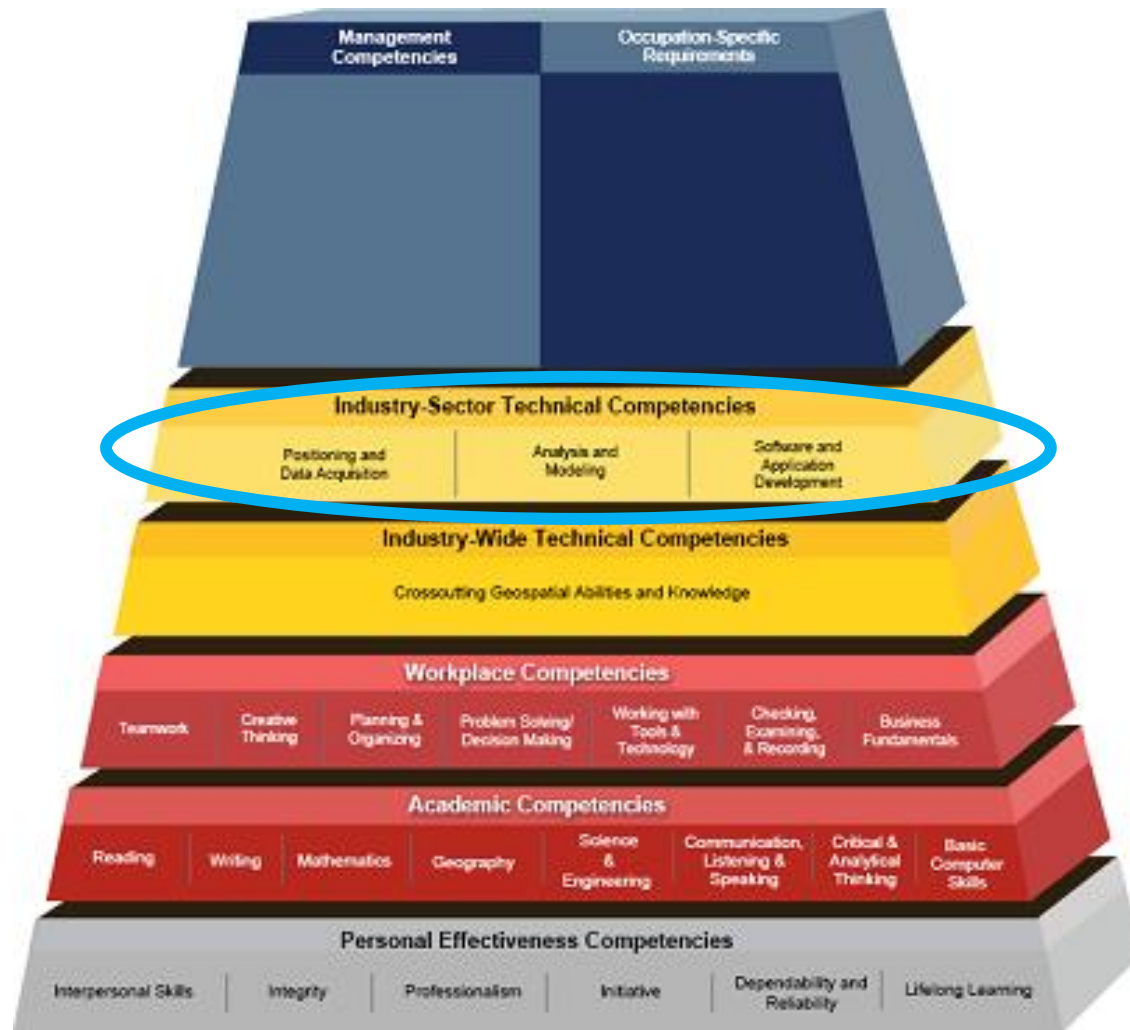 Management
Competencies
Occupation-Specific
Requirements
Industry-Sector Technical Competencies
Positioning and
Data Acquisition
Analysis and
Modeling
Software and
Application
Development
Industry-Wide Technical Competencies
Crosscutting Geospatial Abilities and Knowledge
Workplace Competencies
Teamwork
Creative
Thinking
Planning &
Organizing
Problem Solving/
Decision Making
Working with
Tools &
Technology
Checking,
Examining,
& Recording
Business
Fundamentals
Academic Competencies
Reading
Writing
Mathematics
Geography
Science
&
Engineering
Communication,
Listening &
Speaking
Critical &
Analytical
Thinking
Basic
Computer
Skills
Personal Effectiveness Competencies
Interpersonal Skills
Integrity
Professionalism
Initiative
Dependability and
Reliability
Lifelong Learning